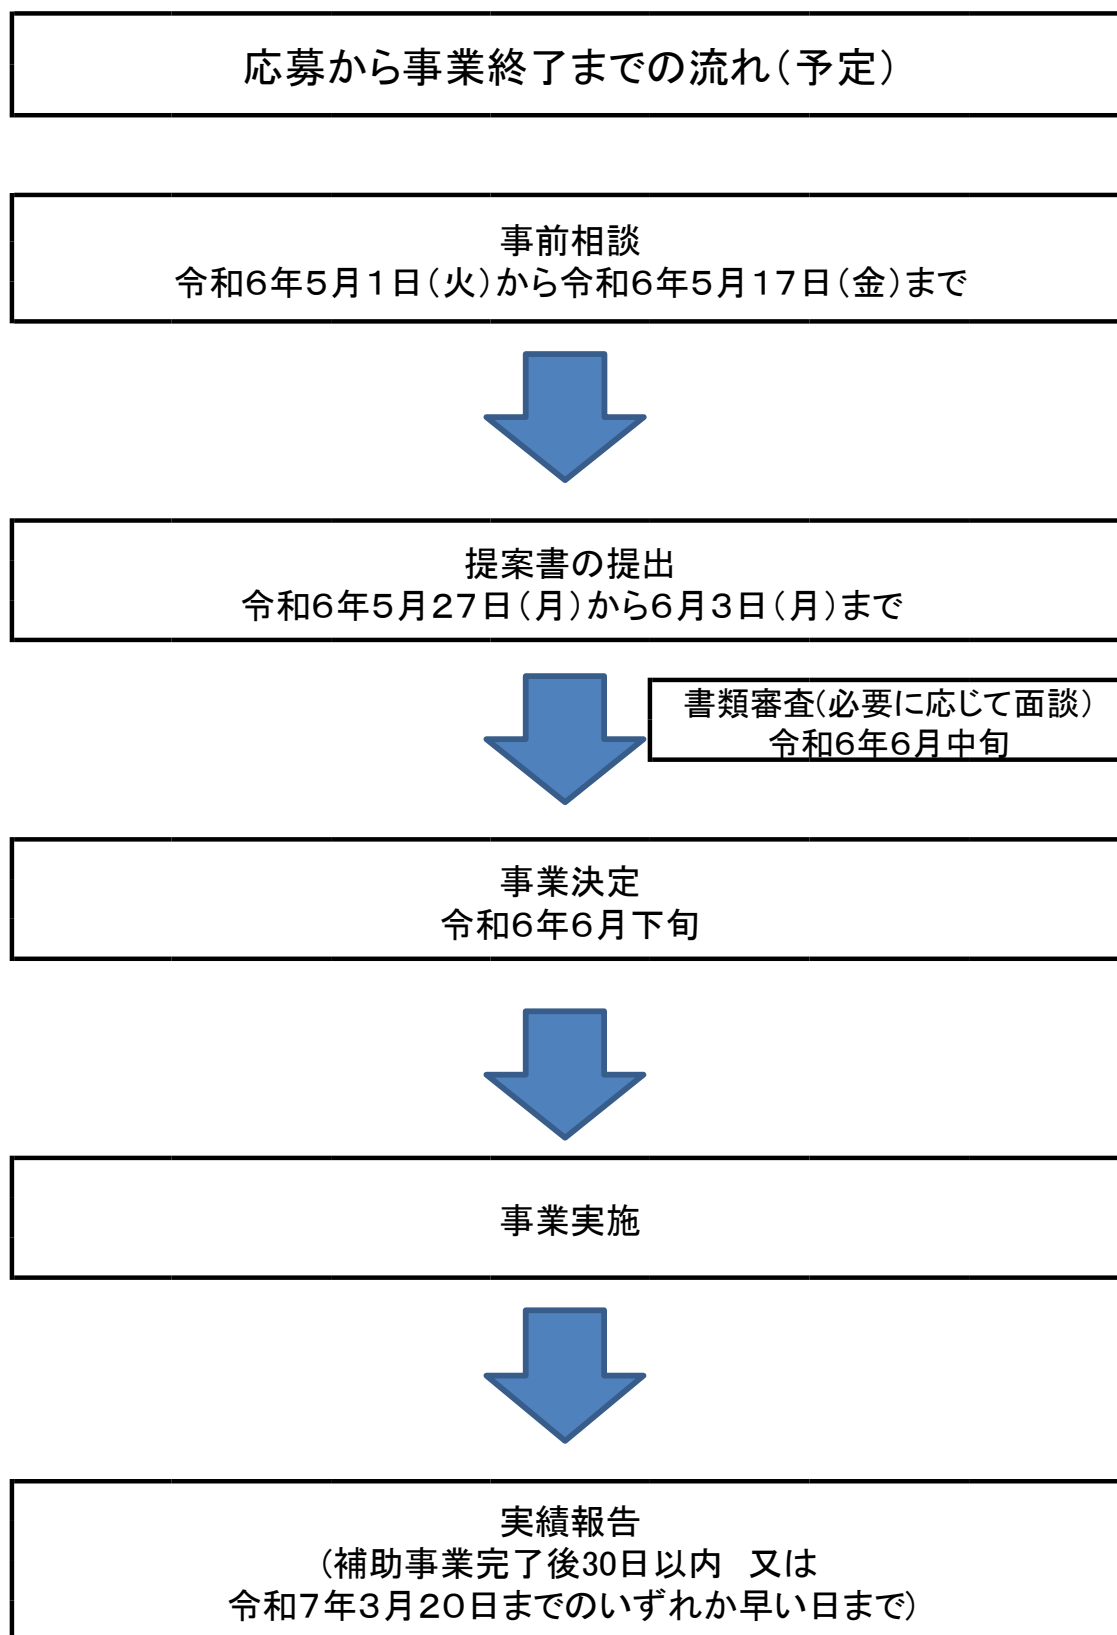 応募から事業終了までの流れ（予定）
事前相談
令和６年５月１日（火）から令和６年５月１７日（金）まで
提案書の提出
令和６年５月２７日（月）から６月３日（月）まで
書類審査(必要に応じて面談）
令和６年６月中旬
事業決定
令和６年６月下旬
事業実施
実績報告
(補助事業完了後30日以内　又は
令和７年３月２０日までのいずれか早い日まで)